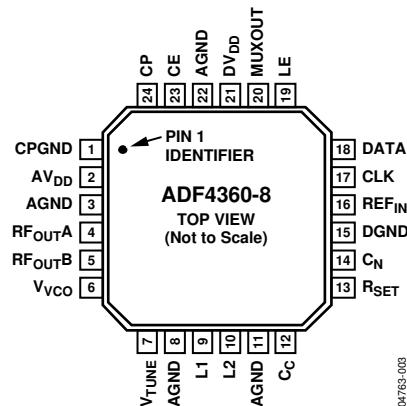 CP
CE
AGND
DVDD
MUXOUT
LE
24
23
22
21
20
19
CPGND 1
AVDD 2
AGND 3
RFOUTA 4
RFOUTB 5
VVCO 6
PIN 1
IDENTIFIER
ADF4360-8
TOP VIEW
(Not to Scale)
18 DATA
17 CLK
16 REFIN
15 DGND
14 CN
13 RSET
7
8
9
10
11
12
VTUNE
AGND
L1
L2
AGND
CC
04763-003